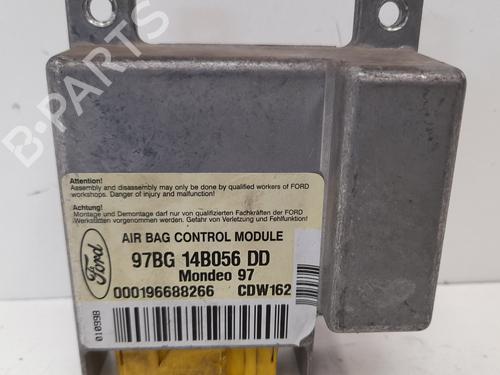 B-PARTS
Attention!
Assembly and disassembly may only be done by qualified workers of FORD
workshops. Danger of injury and malfunction!
Achtung!
Montage und Demontage darf nur von qualifizierten Fachkräften der FORD
Werkstätten vorgenommen werden. Gefahr von Verletzung und Fehlfunktion!
Ford
AIR BAG CONTROL MODULE
97BG 14B056 DD
Mondeo 97
000196688266 CDW162